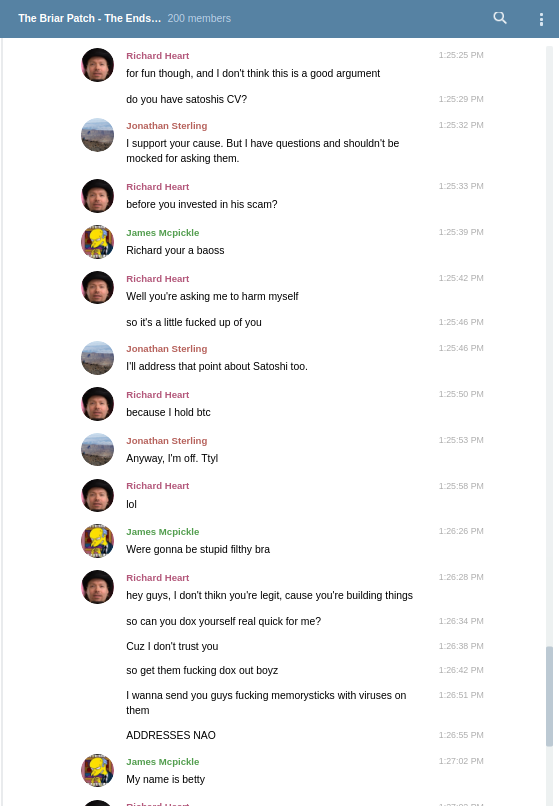 The Briar Patch - The Ends... 200 members
Richard Heart 1:25:25 PM
for fun though, and I don't think this is a good argument
do you have satoshis CV? 1:25:29 PM
Jonathan Sterling 1:25:32 PM
I support your cause. But I have questions and shouldn't be
mocked for asking them.
Richard Heart 1:25:33 PM
before you invested in his scam?
James Mcpickle 1:25:39 PM
Richard your a baoss
Richard Heart 1:25:42 PM
Well you're asking me to harm myself
so it's a little fucked up of you 1:25:46 PM
Jonathan Sterling 1:25:46 PM
I'll address that point about Satoshi too.
Richard Heart 1:25:50 PM
because I hold btc
Jonathan Sterling 1:25:53 PM
Anyway, I'm off. Ttyl
Richard Heart 1:25:58 PM
lol
James Mcpickle 1:26:26 PM
Were gonna be stupid filthy bra
Richard Heart 1:26:28 PM
hey guys, I don't thikn you're legit, cause you're building things
so can you dox yourself real quick for me? 1:26:34 PM
Cuz I don't trust you 1:26:38 PM
so get them fucking dox out boyz 1:26:42 PM
I wanna send you guys fucking memorysticks with viruses on 1:26:51 PM
them
ADDRESSES NAO 1:26:55 PM
James Mcpickle 1:27:02 PM
My name is betty
Richard Heart